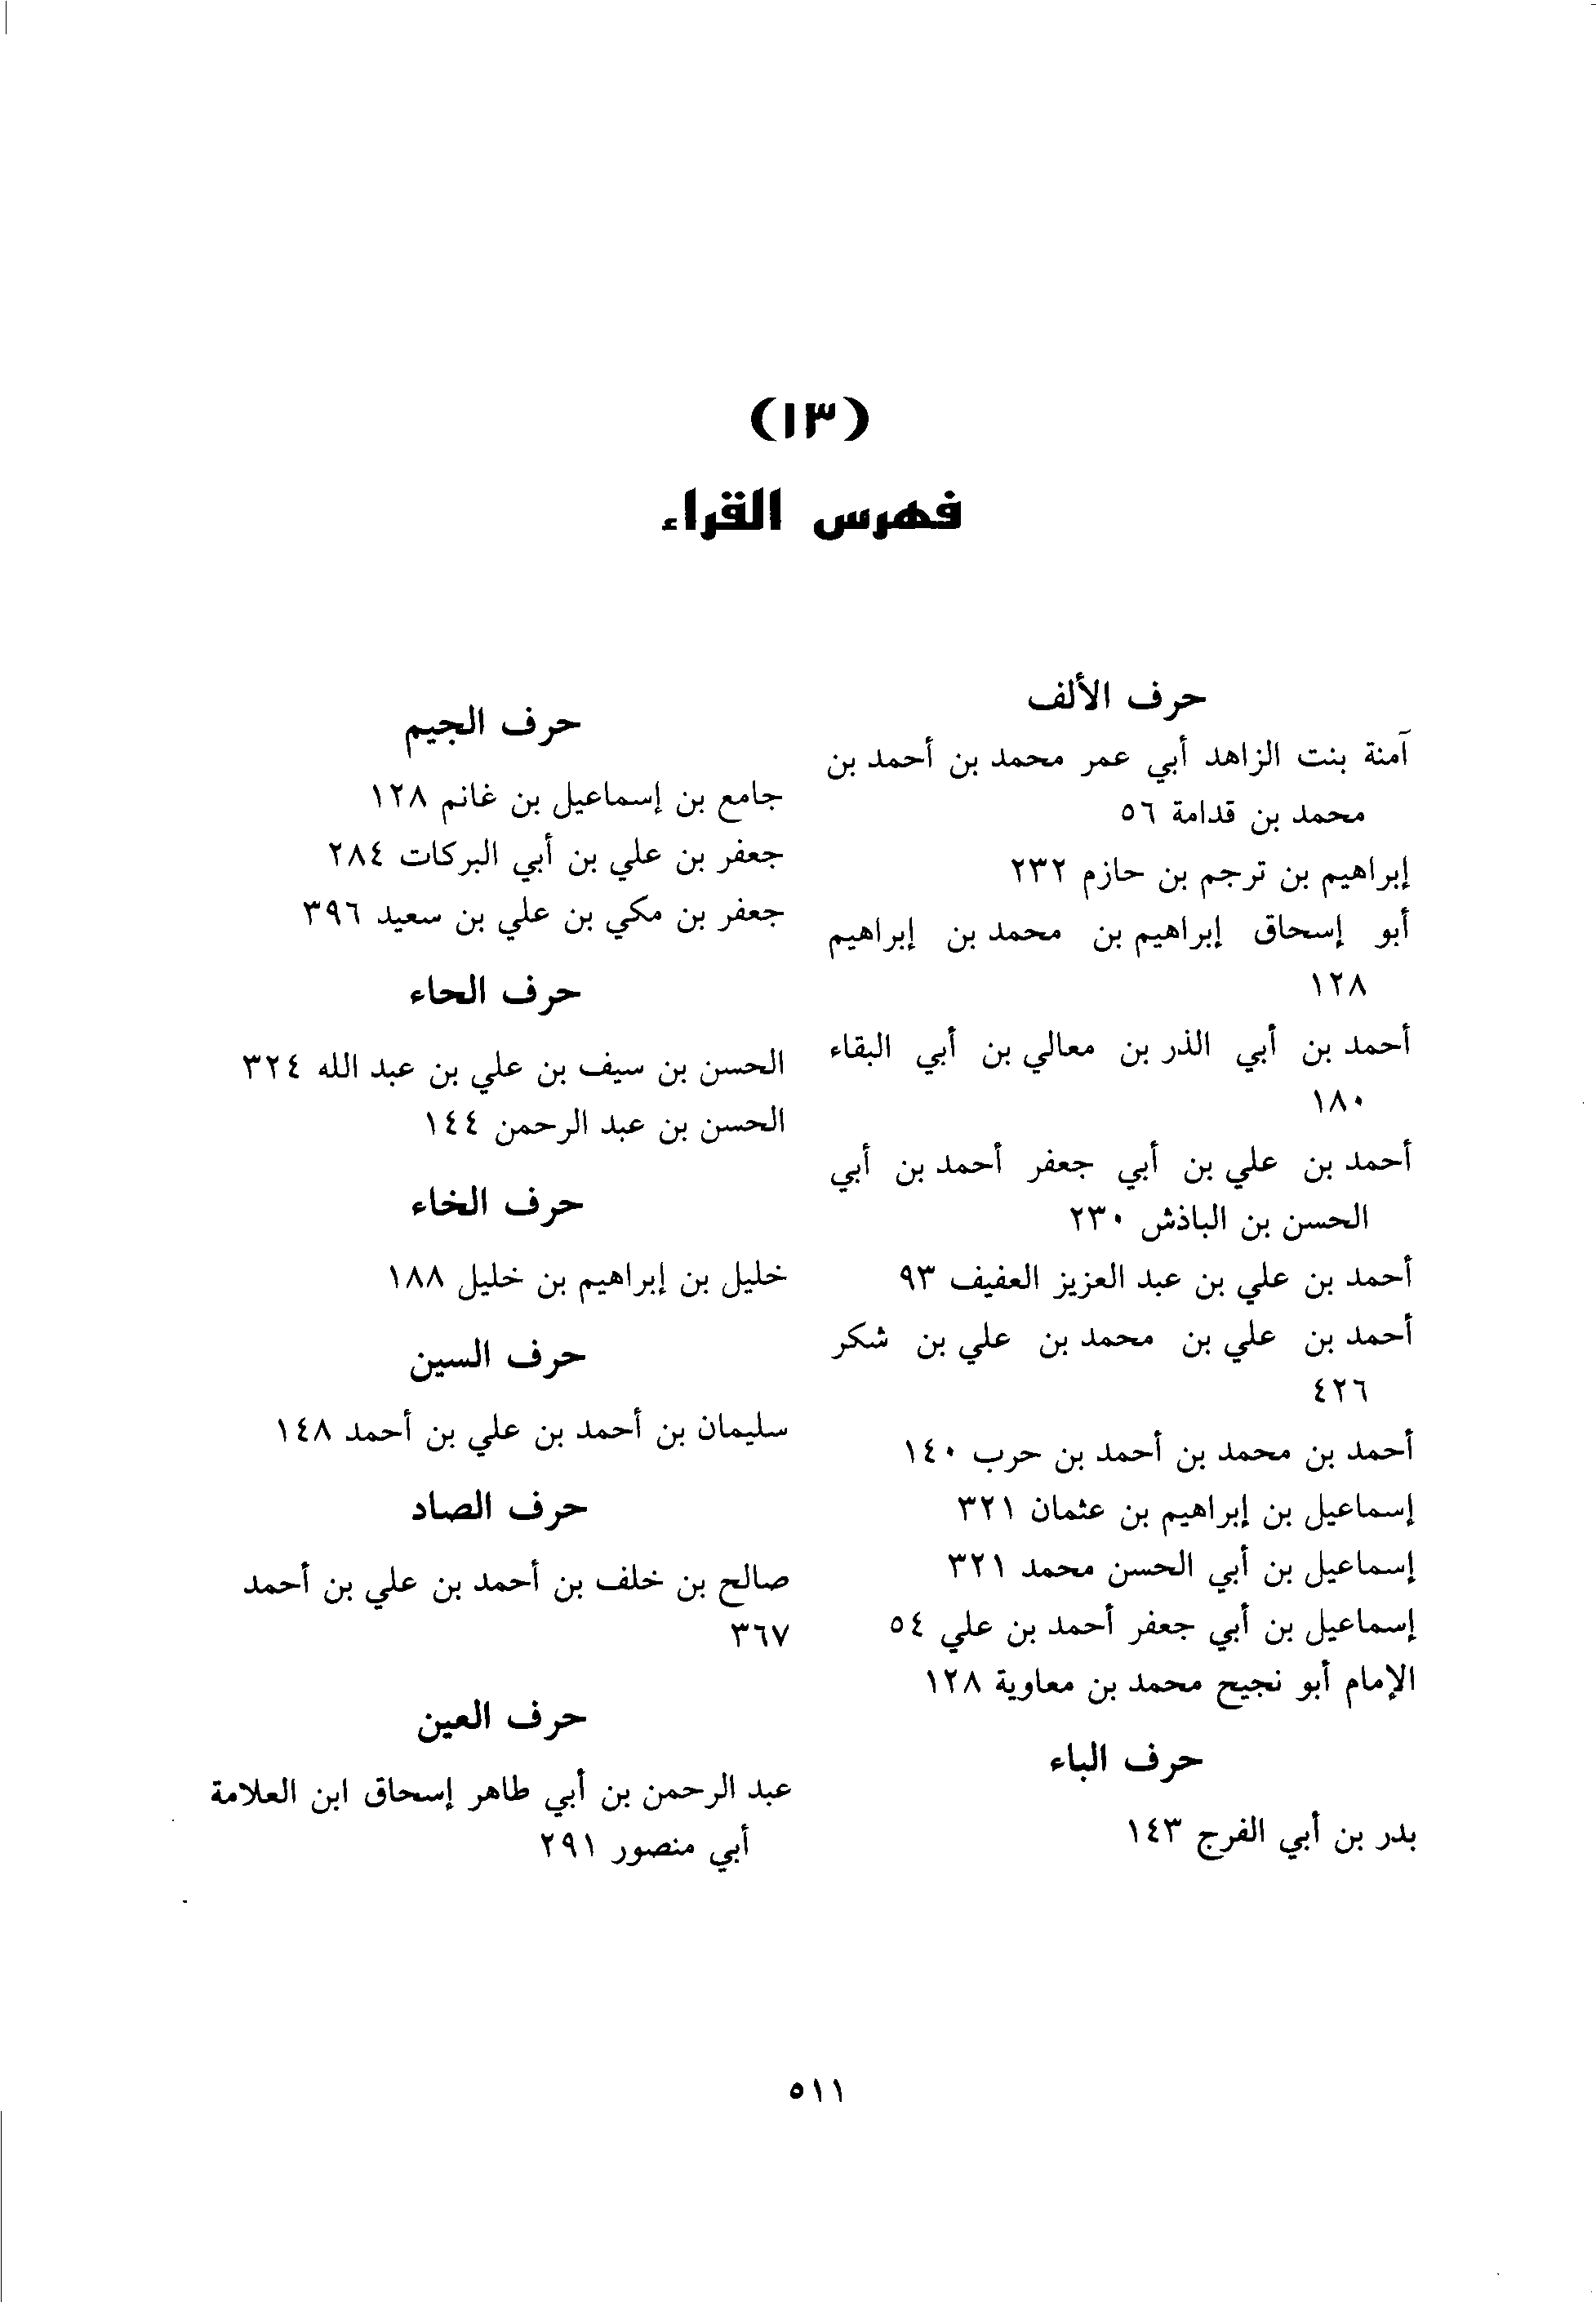 (١٣)
فهرس القراء
حرف الألف
آمنة بنت الزاهد أبي عمر محمد بن أحمد بن
محمد بن قدامة ٥٦
إبراهيم بن ترجم بن حازم ٢٣٢
أبو إسحاق إبراهيم بن محمد بن إبراهيم
١٢٨
أحمد بن أبي الذر بن معالي بن أبي البقاء
١٨٠
أحمد بن علي بن أبي جعفر أحمد بن أبي
الحسن بن الباذش ٢٣٠
أحمد بن علي بن عبد العزيز العفيف ٩٣
أحمد بن علي بن محمد بن علي بن شكر
٤٢٦
أحمد بن محمد بن أحمد بن حرب ١٤٠
إسماعيل بن إبراهيم بن عثمان ٣٢١
إسماعيل بن أبي الحسن محمد ٣٢١
إسماعيل بن أبي جعفر أحمد بن علي ٥٤
الإمام أبو نجيح محمد بن معاوية ١٢٨
حرف الباء
بدر بن أبي الفرج ١٤٣
حرف الجيم
جامع بن إسماعيل بن غانم ١٢٨
جعفر بن علي بن أبي البركات ٢٨٤
جعفر بن مكي بن علي بن سعيد ٣٩٦
حرف الحاء
الحسن بن سيف بن علي بن عبد الله ٣٢٤
الحسن بن عبد الرحمن ١٤٤
حرف الخاء
خليل بن إبراهيم بن خليل ١٨٨
حرف السين
سليمان بن أحمد بن علي بن أحمد ١٤٨
حرف الصاد
صالح بن خلف بن أحمد بن علي بن أحمد
٣٦٧
حرف العين
عبد الرحمن بن أبي طاهر إسحاق ابن العلامة
أبي منصور ٢٩١
٥١١